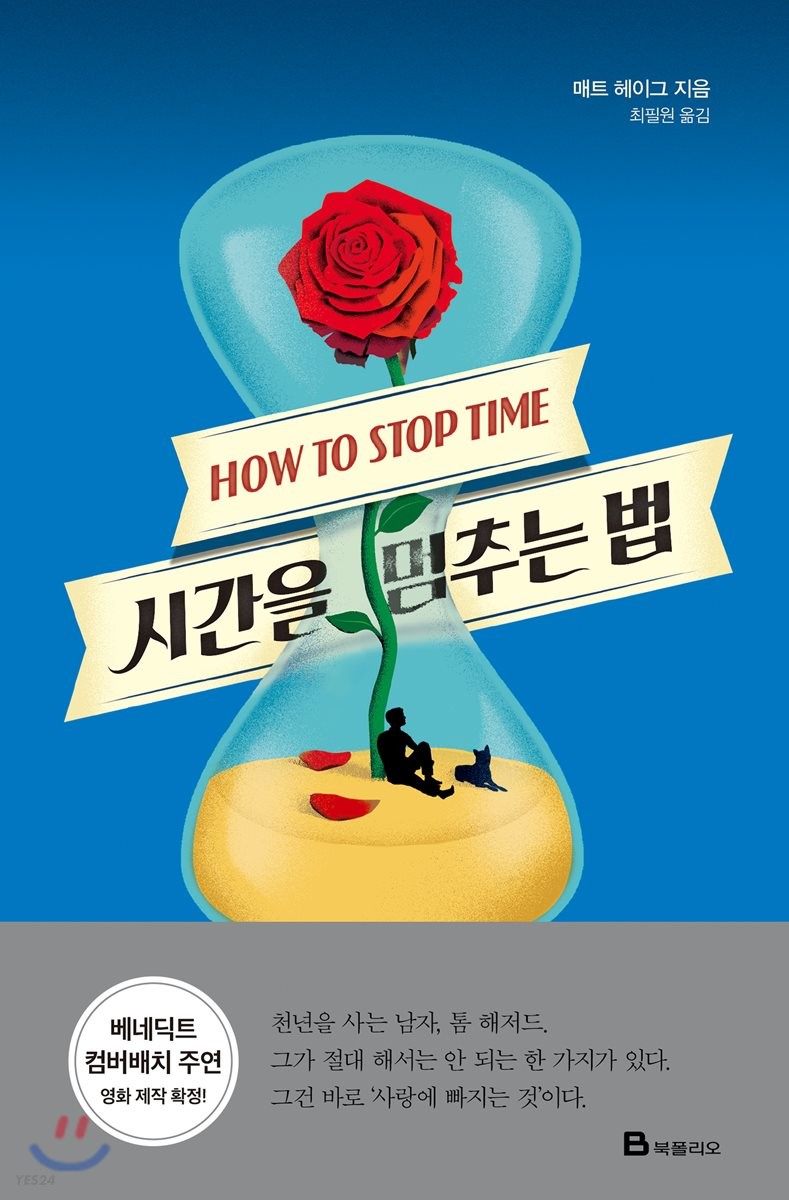 매트 헤이그 지음
최필원 옮김
HOW TO STOP TIME
시간을 멈추는 법
베네딕트
컴버배치 주연
영화 제작 확정!
천년을 사는 남자, 톰 해저드.
그가 절대 해서는 안 되는 한 가지가 있다.
그건 바로 ‘사랑에 빠지는 것’이다.
B 북폴리오
YES24